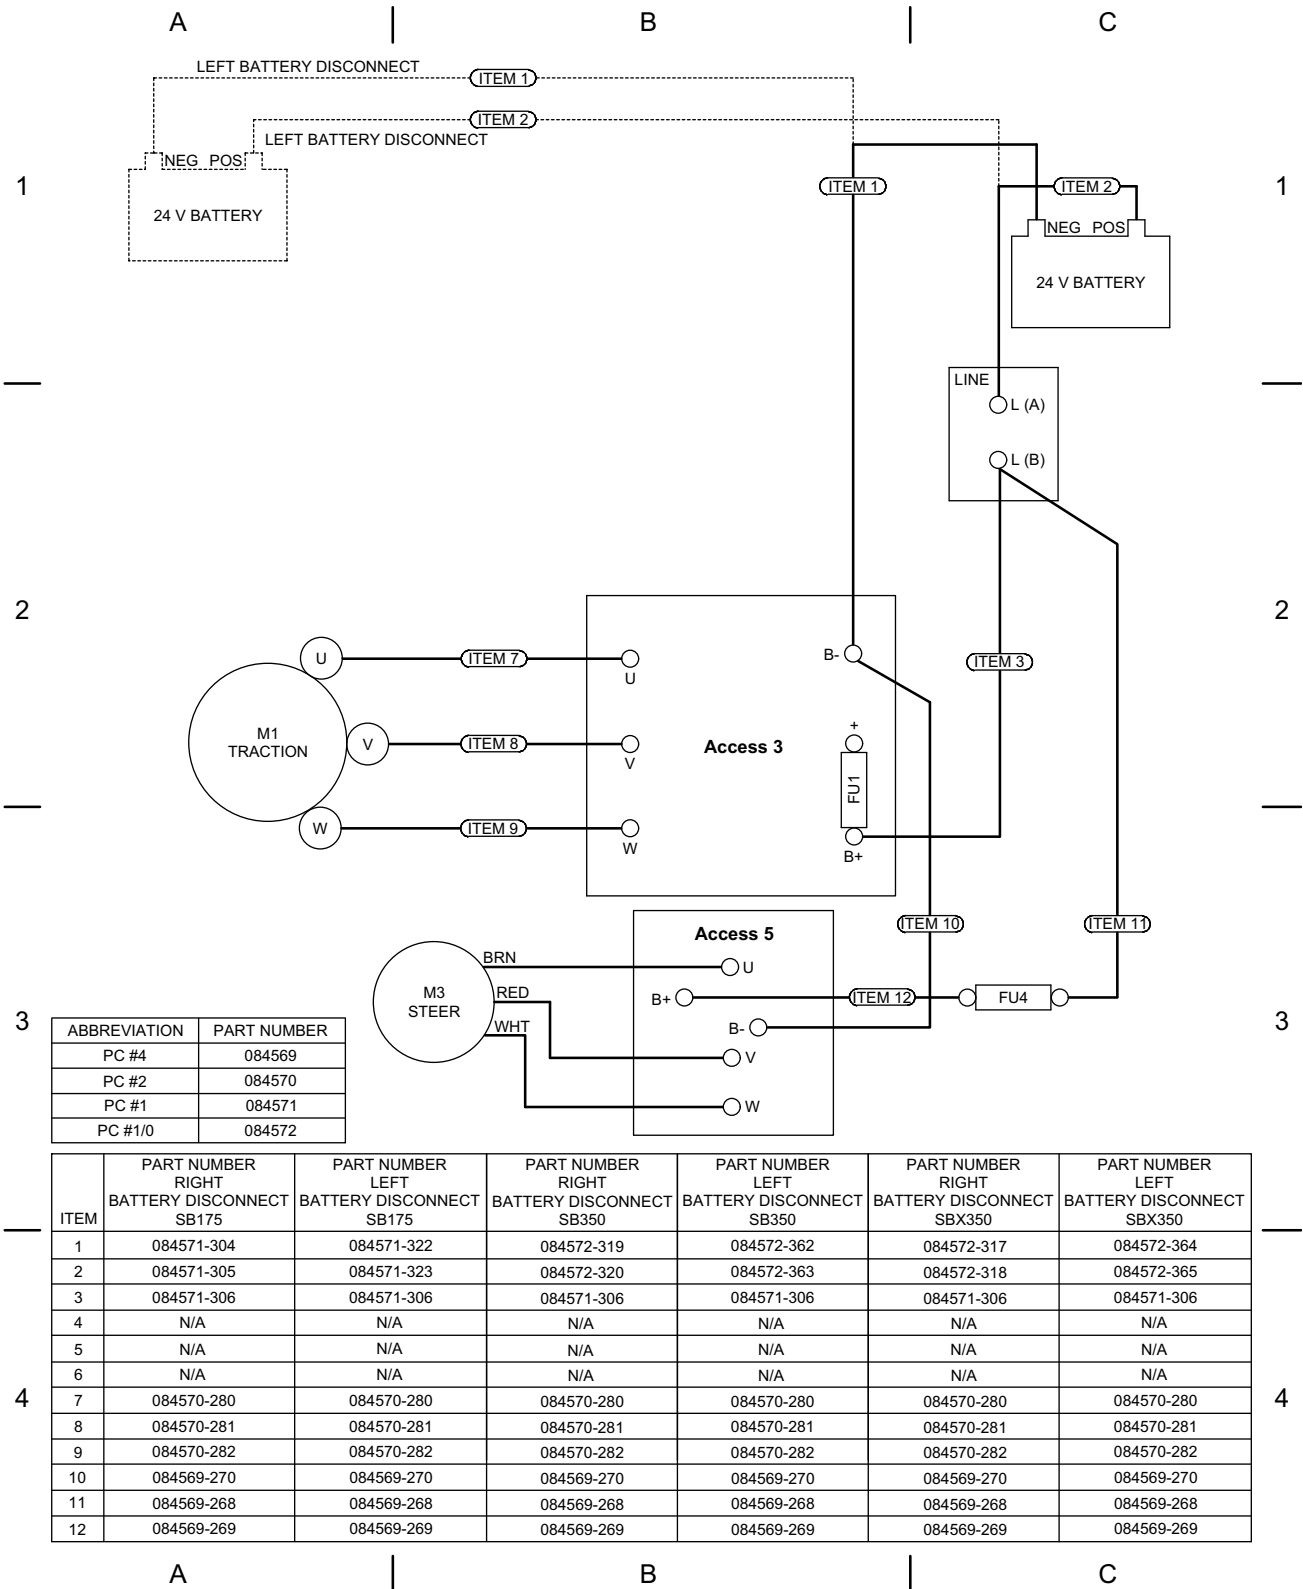 A B C
LEFT BATTERY DISCONNECT ITEM 1
ITEM 2
LEFT BATTERY DISCONNECT
NEG POS
1 ITEM 1 ITEM 2 1
24 V BATTERY
NEG POS
24 V BATTERY
LINE
L (A)
L (B)
2 2
U ITEM 7 U
B- ITEM 3
M1
TRACTION
V ITEM 8 V
Access 3
+
FU1
W ITEM 9 W
B+
ITEM 10 ITEM 11
Access 5
BRN U
M3
STEER
RED B+ ITEM 12 FU4
WHT B-
V
W
3 3
ABBREVIATION PART NUMBER
PC #4 084569
PC #2 084570
PC #1 084571
PC #1/0 084572
ITEM
PART NUMBER
RIGHT
BATTERY DISCONNECT
SB175
PART NUMBER
LEFT
BATTERY DISCONNECT
SB175
PART NUMBER
RIGHT
BATTERY DISCONNECT
SB350
PART NUMBER
LEFT
BATTERY DISCONNECT
SB350
PART NUMBER
RIGHT
BATTERY DISCONNECT
SBX350
PART NUMBER
LEFT
BATTERY DISCONNECT
SBX350
1 084571-304 084571-322 084572-319 084572-362 084572-317 084572-364
2 084571-305 084571-323 084572-320 084572-363 084572-318 084572-365
3 084571-306 084571-306 084571-306 084571-306 084571-306 084571-306
4 N/A N/A N/A N/A N/A N/A
5 N/A N/A N/A N/A N/A N/A
6 N/A N/A N/A N/A N/A N/A
7 084570-280 084570-280 084570-280 084570-280 084570-280 084570-280
8 084570-281 084570-281 084570-281 084570-281 084570-281 084570-281
9 084570-282 084570-282 084570-282 084570-282 084570-282 084570-282
10 084569-270 084569-270 084569-270 084569-270 084569-270 084569-270
11 084569-268 084569-268 084569-268 084569-268 084569-268 084569-268
12 084569-269 084569-269 084569-269 084569-269 084569-269 084569-269
4 4
A B C